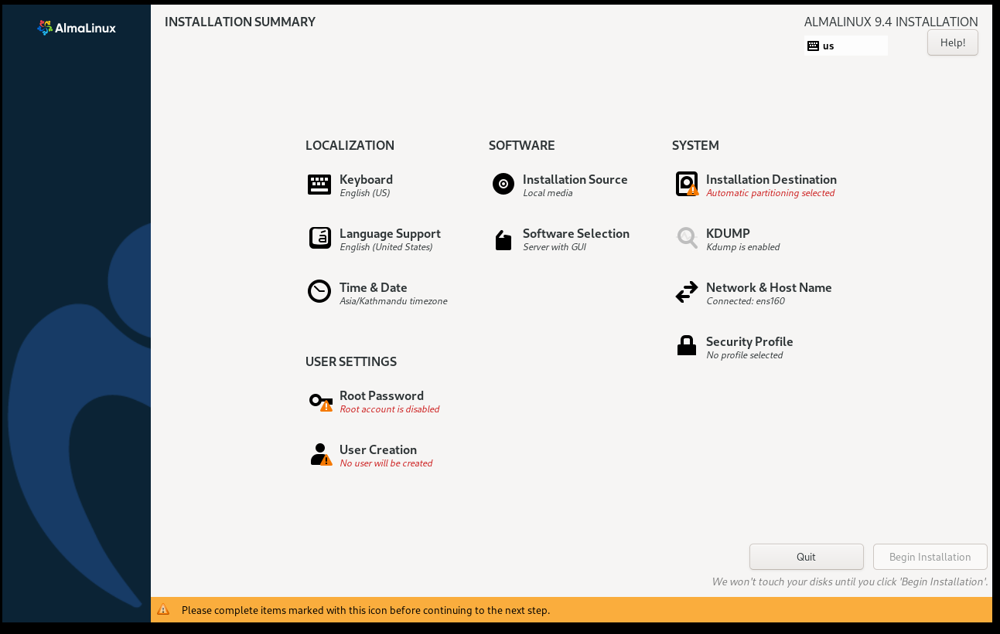 AlmaLinux
INSTALLATION SUMMARY
ALMALINUX 9.4 INSTALLATION
us
Help!
LOCALIZATION
Keyboard
English (US)
Language Support
English (United States)
Time & Date
Asia/Kathmandu timezone
SOFTWARE
Installation Source
Local media
Software Selection
Server with GUI
SYSTEM
Installation Destination
Automatic partitioning selected
KDUMP
Kdump is enabled
Network & Host Name
Connected: ens160
Security Profile
No profile selected
USER SETTINGS
Root Password
Root account is disabled
User Creation
No user will be created
Quit
Begin Installation
We won't touch your disks until you click 'Begin Installation'.
Please complete items marked with this icon before continuing to the next step.